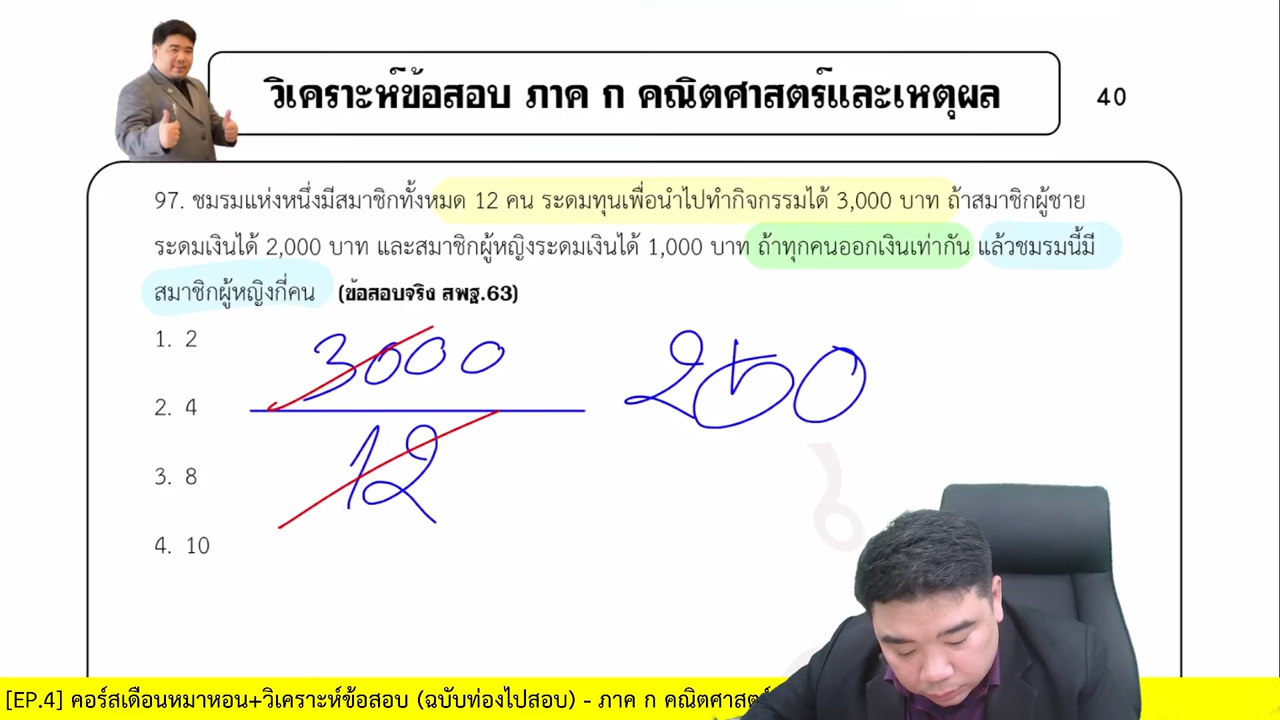 วิเคราะห์ข้อสอบ ภาค ก คณิตศาสตร์และเหตุผล
40
97. ชมรมแห่งหนึ่งมีสมาชิกทั้งหมด 12 คน ระดมทุนเพื่อนำไปทำกิจกรรมได้ 3,000 บาท ถ้าสมาชิกผู้ชาย
ระดมเงินได้ 2,000 บาท และสมาชิกผู้หญิงระดมเงินได้ 1,000 บาท ถ้าทุกคนออกเงินเท่ากัน แล้วชมรมนี้มี
สมาชิกผู้หญิงกี่คน (ข้อสอบจริง สพฐ.63)
1. 2
2. 4
3. 8
4. 10
3000
12
250
[EP.4] คอร์สเดือนหมาหอน+วิเคราะห์ข้อสอบ (ฉบับท่องไปสอบ) - ภาค ก คณิตศาสตร์